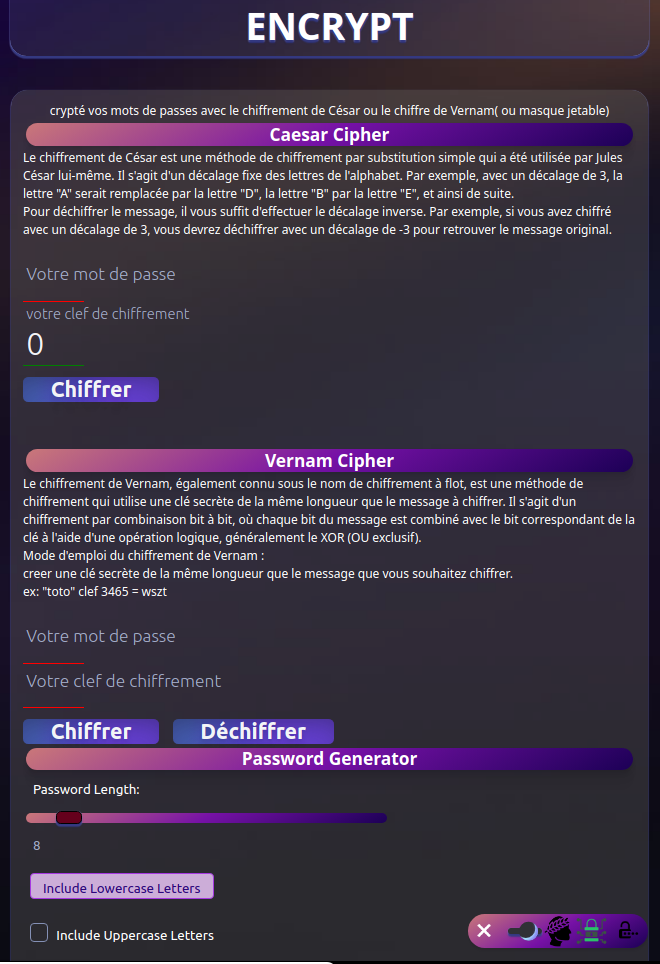 ENCRYPT
crypté vos mots de passes avec le chiffrement de César ou le chiffre de Vernam( ou masque jetable)
Caesar Cipher
Le chiffrement de César est une méthode de chiffrement par substitution simple qui a été utilisée par Jules
César lui-même. Il s'agit d'un décalage fixe des lettres de l'alphabet. Par exemple, avec un décalage de 3, la
lettre "A" serait remplacée par la lettre "D", la lettre "B" par la lettre "E", et ainsi de suite.
Pour déchiffrer le message, il vous suffit d'effectuer le décalage inverse. Par exemple, si vous avez chiffré
avec un décalage de 3, vous devrez déchiffrer avec un décalage de -3 pour retrouver le message original.
Votre mot de passe
votre clef de chiffrement
0
Chiffrer
Vernam Cipher
Le chiffrement de Vernam, également connu sous le nom de chiffrement à flot, est une méthode de
chiffrement qui utilise une clé secrète de la même longueur que le message à chiffrer. Il s'agit d'un
chiffrement par combinaison bit à bit, où chaque bit du message est combiné avec le bit correspondant de la
clé à l'aide d'une opération logique, généralement le XOR (OU exclusif).
Mode d'emploi du chiffrement de Vernam :
creer une clé secrète de la même longueur que le message que vous souhaitez chiffrer.
ex: "toto" clef 3465 = wszt
Votre mot de passe
Votre clef de chiffrement
Chiffrer Déchiffrer
Password Generator
Password Length:
8
Include Lowercase Letters
Include Uppercase Letters